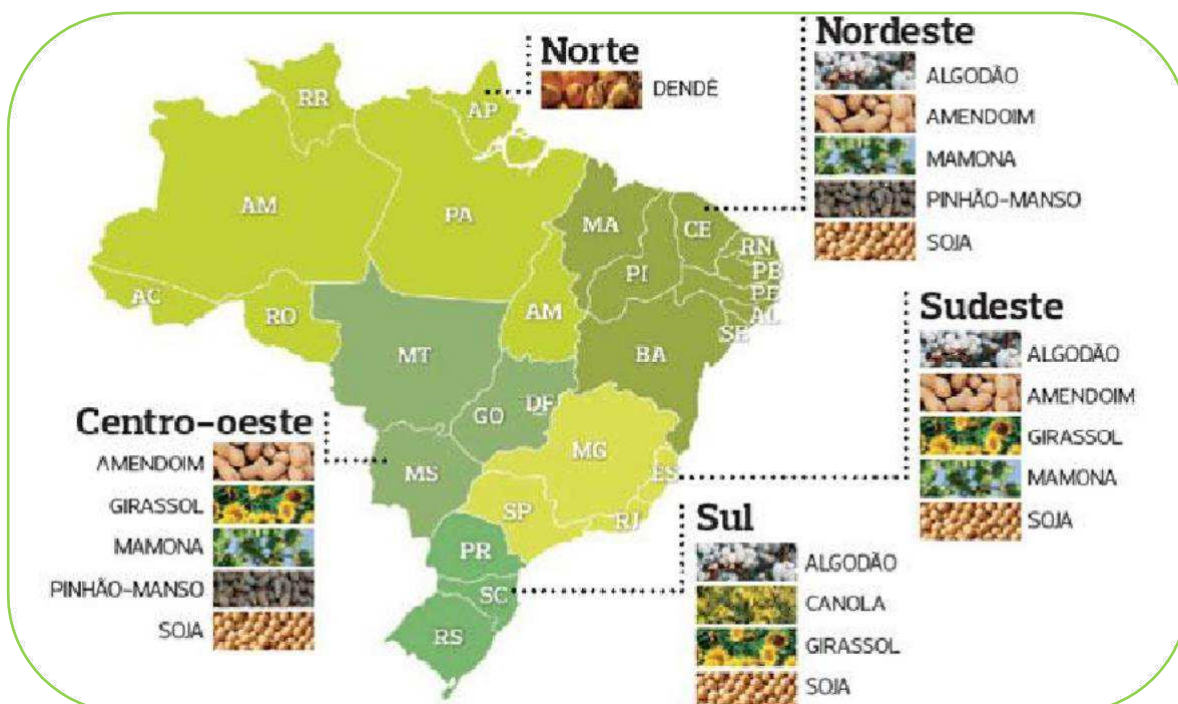 Norte
DENDÊ
Nordeste
ALGODÃO
AMENDOIM
MAMONA
PINHÃO-MANSO
SOJA
Sudeste
ALGODÃO
AMENDOIM
GIRASSOL
MAMONA
SOJA
Centro-oeste
AMENDOIM
GIRASSOL
MAMONA
PINHÃO-MANSO
SOJA
Sul
ALGODÃO
CANOLA
GIRASSOL
SOJA
RR
AP
AM
PA
MA
CE
RN
PI
PB
PE
AC
RO
AM
AL
SE
MT
BA
GO
DF
MG
MS
ES
SP
RJ
PR
SC
RS